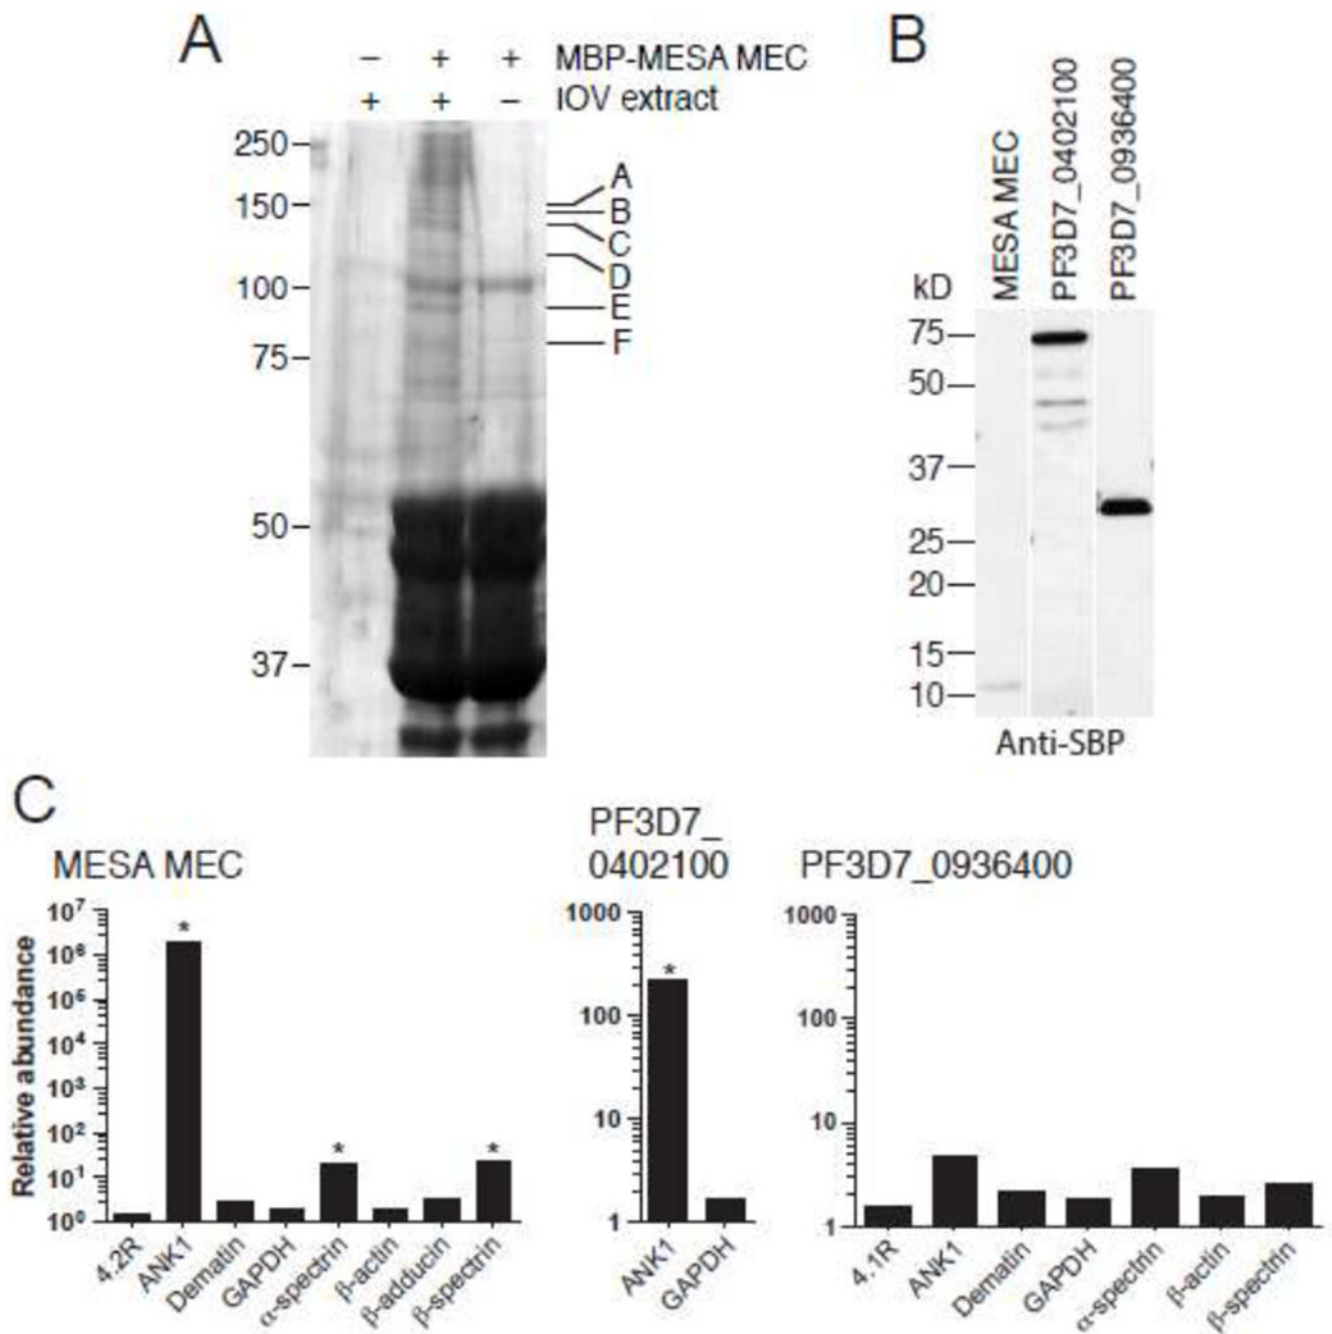 A
– + + MBP-MESA MEC
+ + – IOV extract
250
150
100
75
50
37
A
B
C
D
E
F
B
MESA MEC
PF3D7_0402100
PF3D7_0936400
kD
75
50
37
25
20
15
10
Anti-SBP
C
MESA MEC
Relative abundance
10⁷
10⁶
10⁵
10⁴
10³
10²
10¹
10⁰
*
*
*
4.2R
ANK1
Dematin
GAPDH
α-spectrin
β-actin
β-adducin
β-spectrin
PF3D7_
0402100
1000
100
10
1
*
ANK1
GAPDH
PF3D7_0936400
1000
100
10
1
4.1R
ANK1
Dematin
GAPDH
α-spectrin
β-actin
β-spectrin